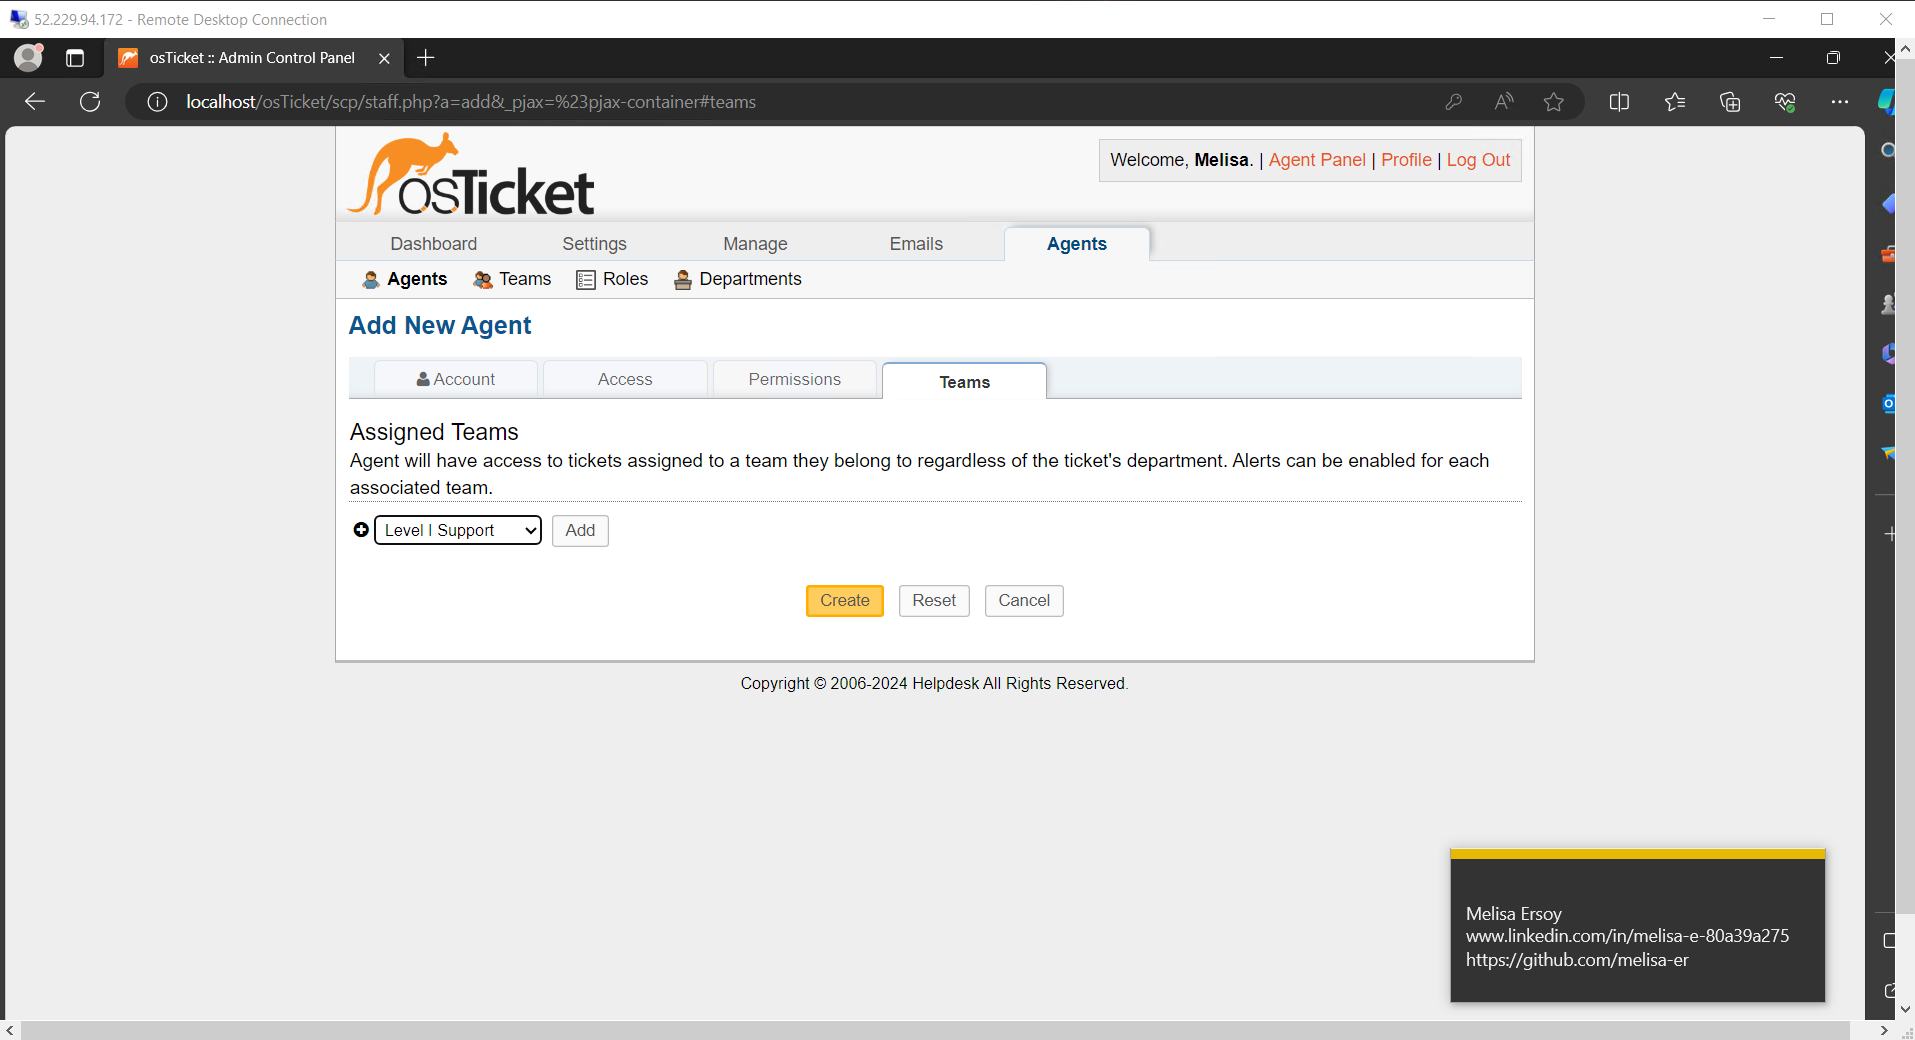 52.229.94.172 - Remote Desktop Connection
osTicket :: Admin Control Panel
localhost/osTicket/scp/staff.php?a=add&_pjax=%23pjax-container#teams
osTicket
Welcome, Melisa. | Agent Panel | Profile | Log Out
Dashboard Settings Manage Emails Agents
Agents Teams Roles Departments
Add New Agent
Account Access Permissions Teams
Assigned Teams
Agent will have access to tickets assigned to a team they belong to regardless of the ticket's department. Alerts can be enabled for each
associated team.
Level I Support Add
Create Reset Cancel
Copyright © 2006-2024 Helpdesk All Rights Reserved.
Melisa Ersoy
www.linkedin.com/in/melisa-e-80a39a275
https://github.com/melisa-er